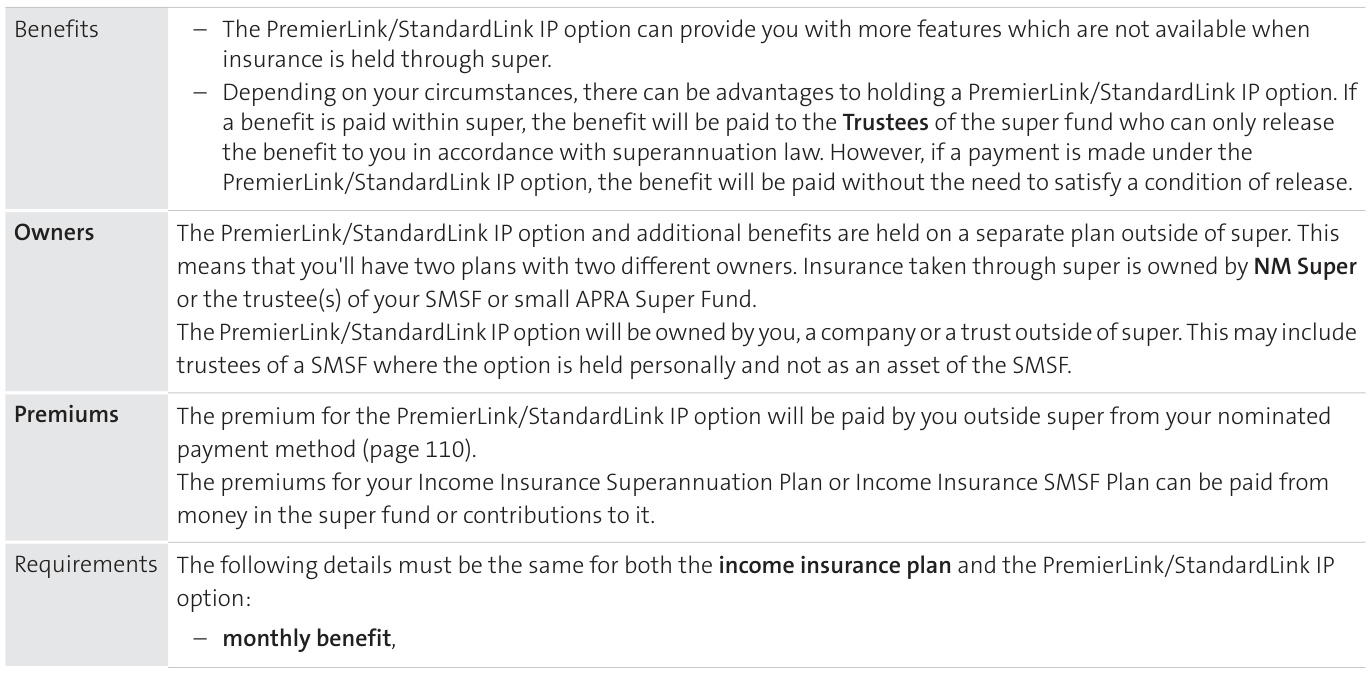 Benefits
– The PremierLink/StandardLink IP option can provide you with more features which are not available when
insurance is held through super.
– Depending on your circumstances, there can be advantages to holding a PremierLink/StandardLink IP option. If
a benefit is paid within super, the benefit will be paid to the Trustees of the super fund who can only release
the benefit to you in accordance with superannuation law. However, if a payment is made under the
PremierLink/StandardLink IP option, the benefit will be paid without the need to satisfy a condition of release.
Owners
The PremierLink/StandardLink IP option and additional benefits are held on a separate plan outside of super. This
means that you'll have two plans with two different owners. Insurance taken through super is owned by NM Super
or the trustee(s) of your SMSF or small APRA Super Fund.
The PremierLink/StandardLink IP option will be owned by you, a company or a trust outside of super. This may include
trustees of a SMSF where the option is held personally and not as an asset of the SMSF.
Premiums
The premium for the PremierLink/StandardLink IP option will be paid by you outside super from your nominated
payment method (page 110).
The premiums for your Income Insurance Superannuation Plan or Income Insurance SMSF Plan can be paid from
money in the super fund or contributions to it.
Requirements
The following details must be the same for both the income insurance plan and the PremierLink/StandardLink IP
option:
– monthly benefit,